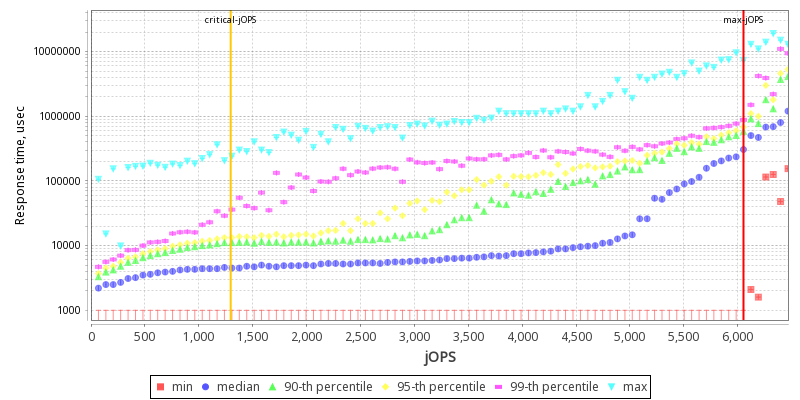 critical-jOPS max-jOPS
Response time, usec
10000000
1000000
100000
10000
1000
0 500 1,000 1,500 2,000 2,500 3,000 3,500 4,000 4,500 5,000 5,500 6,000
jOPS
min median 90-th percentile 95-th percentile 99-th percentile max